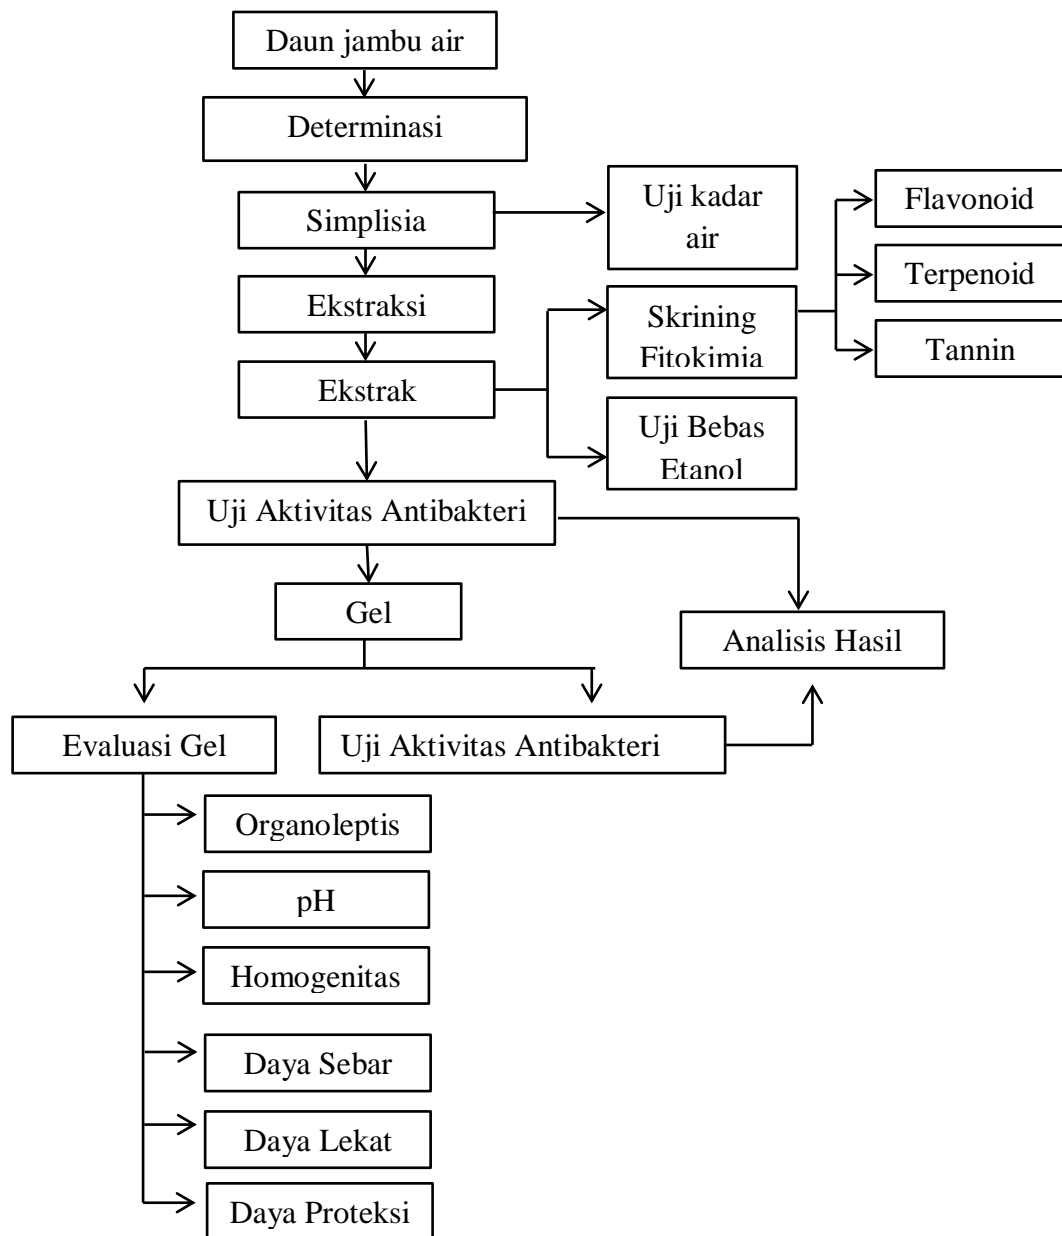 Daun jambu air
Determinasi
Simplisia
Uji kadar
air
Flavonoid
Terpenoid
Tannin
Ekstraksi
Skrining
Fitokimia
Ekstrak
Uji Bebas
Etanol
Uji Aktivitas Antibakteri
Gel
Analisis Hasil
Evaluasi Gel
Uji Aktivitas Antibakteri
Organoleptis
pH
Homogenitas
Daya Sebar
Daya Lekat
Daya Proteksi